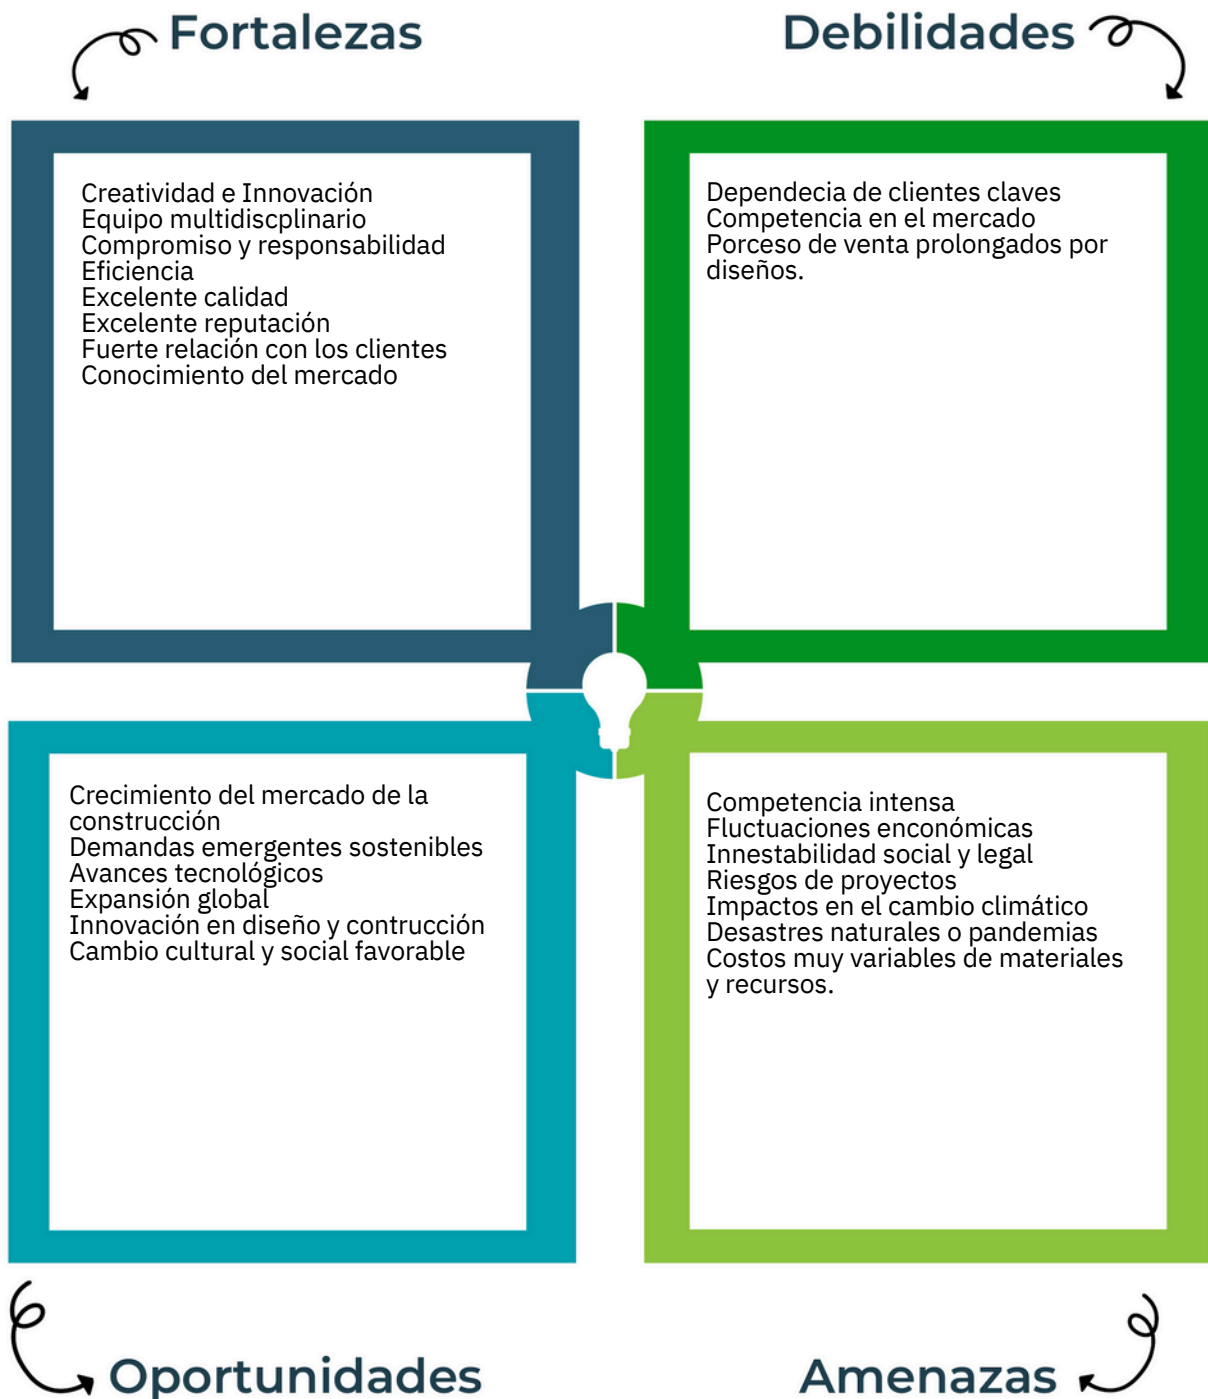 Fortalezas
Creatividad e Innovación
Equipo multidiscplinario
Compromiso y responsabilidad
Eficiencia
Excelente calidad
Excelente reputación
Fuerte relación con los clientes
Conocimiento del mercado
Debilidades
Dependecia de clientes claves
Competencia en el mercado
Porceso de venta prolongados por
diseños.
Crecimiento del mercado de la
construcción
Demandas emergentes sostenibles
Avances tecnológicos
Expansión global
Innovación en diseño y contrucción
Cambio cultural y social favorable
Oportunidades
Competencia intensa
Fluctuaciones enconómicas
Innestabilidad social y legal
Riesgos de proyectos
Impactos en el cambio climático
Desastres naturales o pandemias
Costos muy variables de materiales
y recursos.
Amenazas